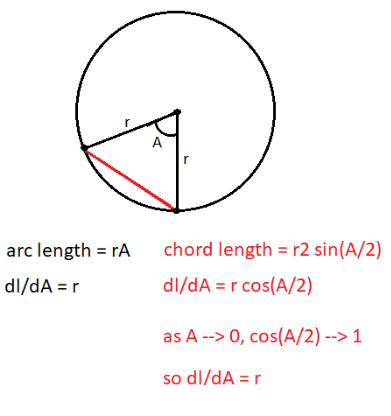 r
A
r
arc length = rA
dl/dA = r
chord length = r2 sin(A/2)
dl/dA = r cos(A/2)
as A --> 0, cos(A/2) --> 1
so dl/dA = r